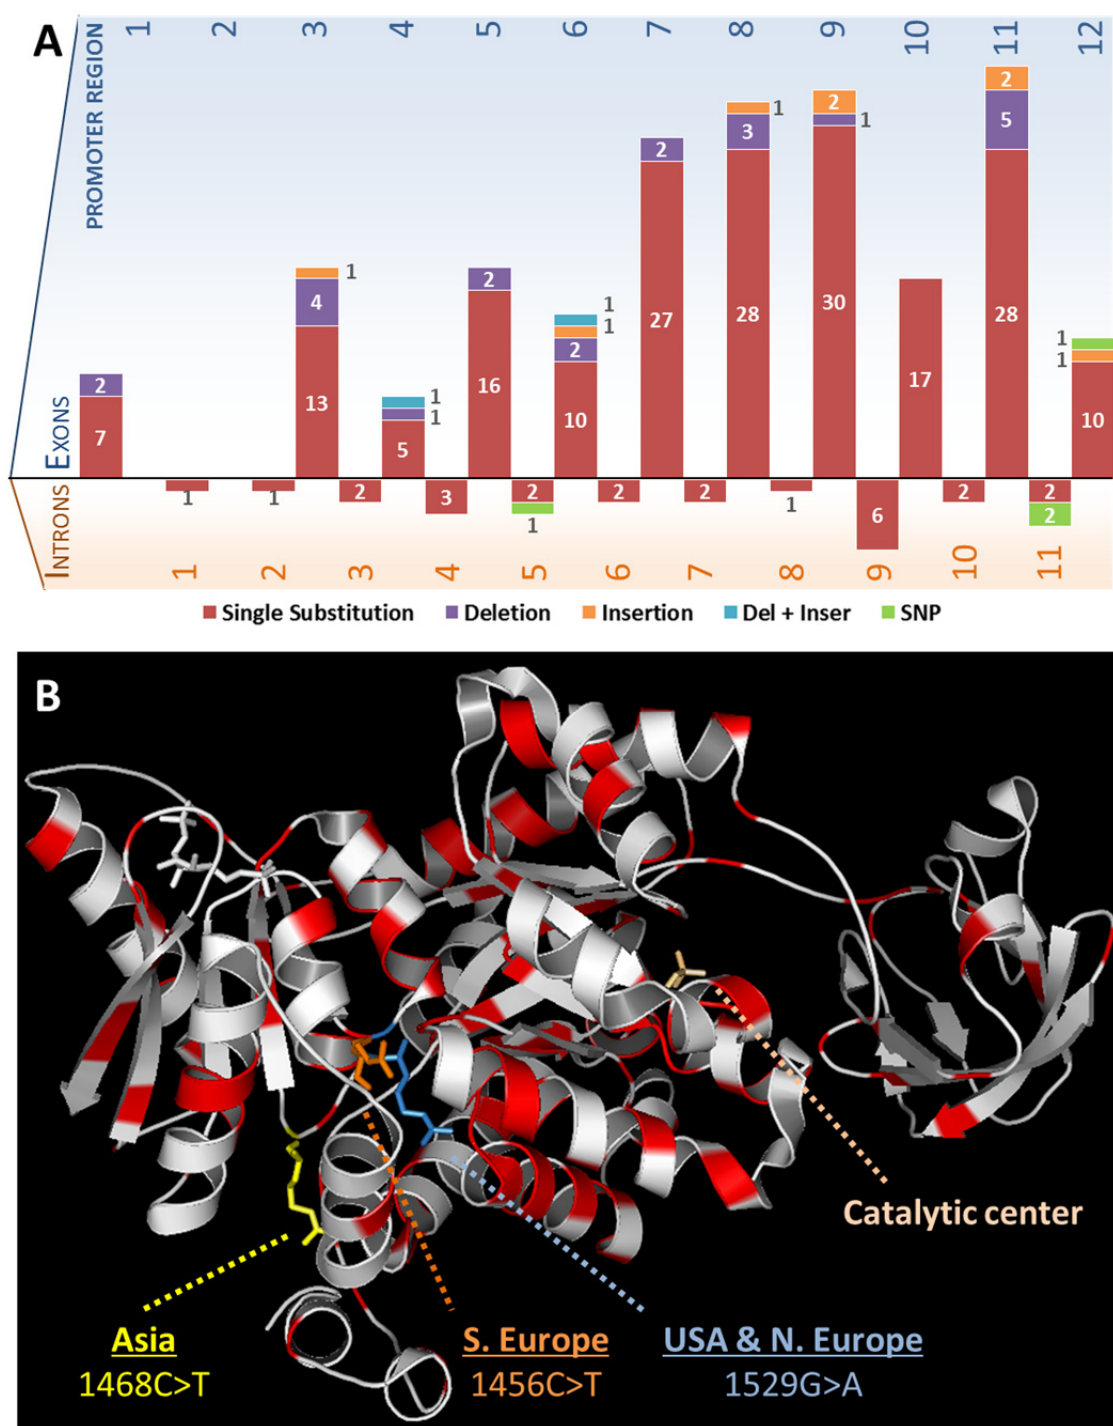 A
PROMOTER REGION
1 2 3 4 5 6 7 8 9 10 11 12
2
7
1
4
13
1
1
5
2
16
1
1
2
10
2
27
1
3
28
2
1
30
17
2
5
28
1
1
10
EXONS
INTRONS
1 1 2 3 2 2 2 1 6 2 2
1 2
1 2 3 4 5 6 7 8 9 10 11
Single Substitution Deletion Insertion Del + Inser SNP
B
Catalytic center
Asia S. Europe USA & N. Europe
1468C>T 1456C>T 1529G>A